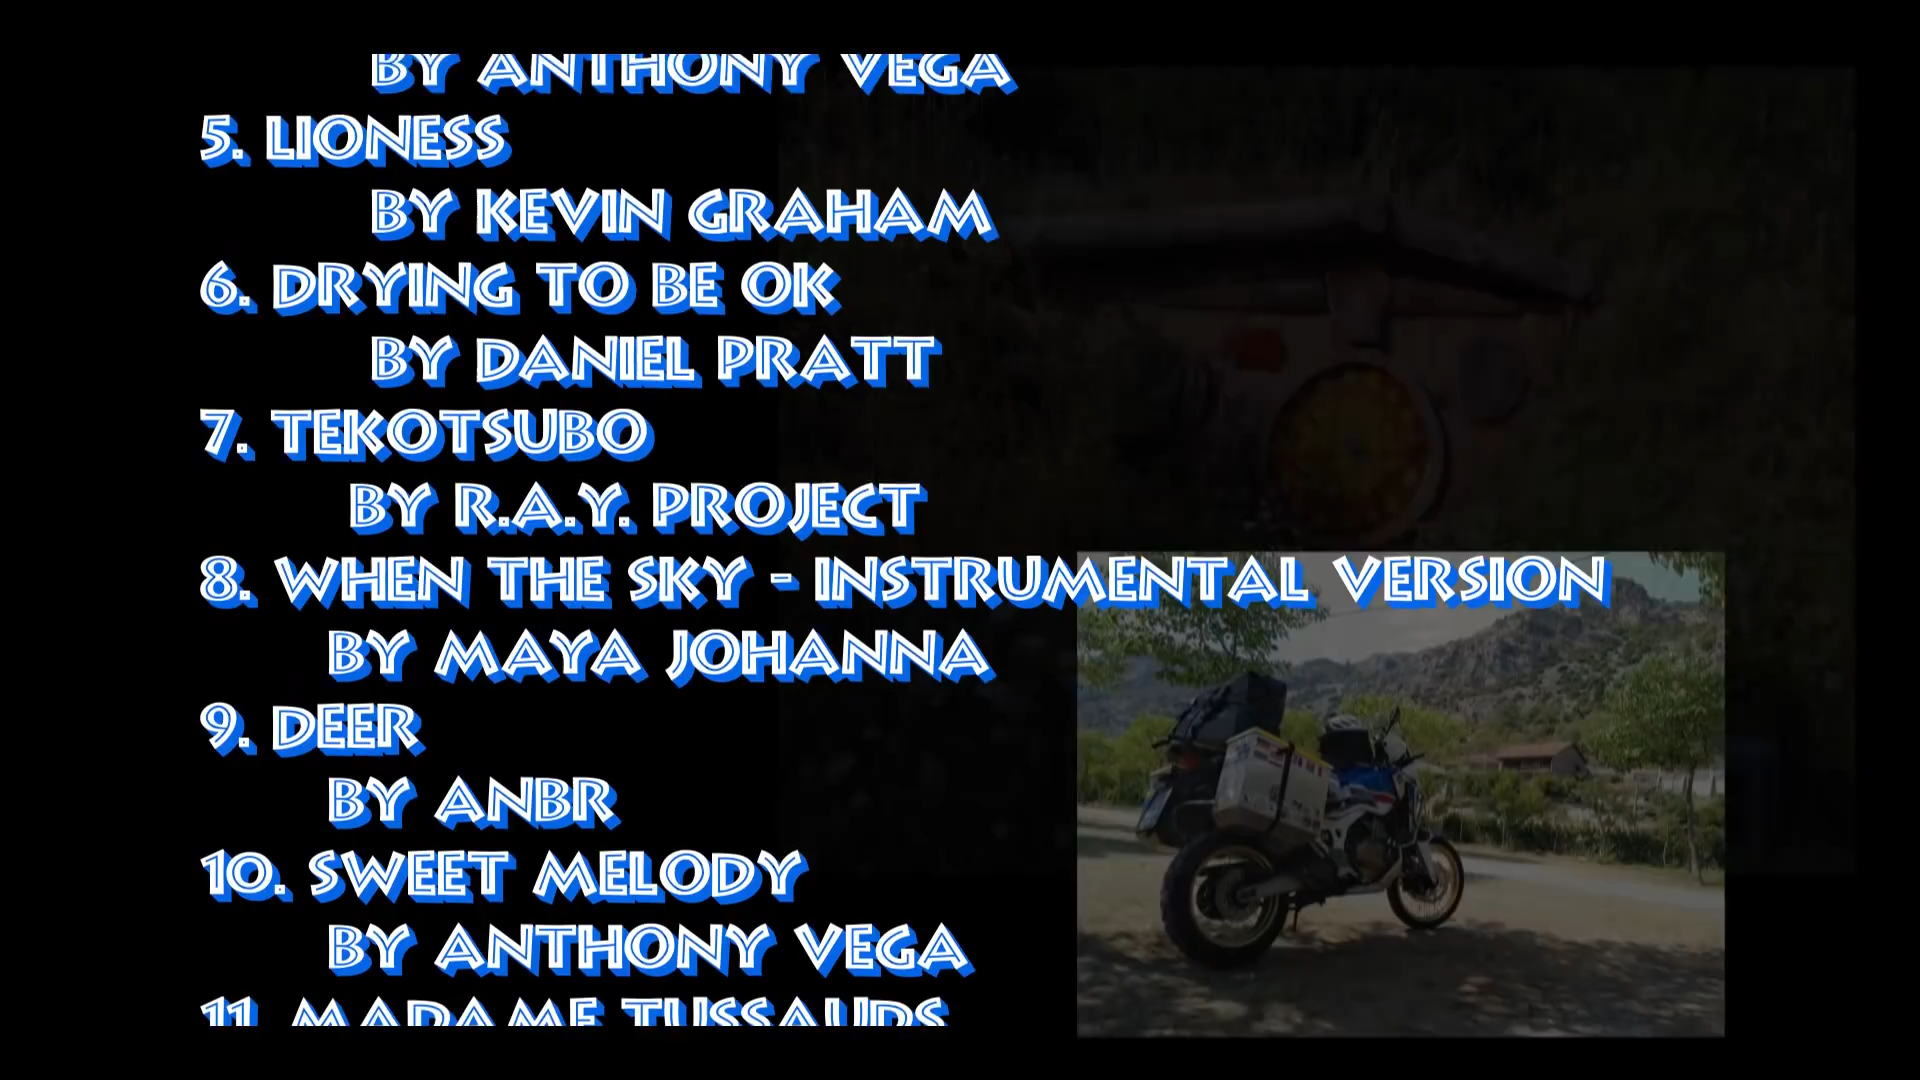 BY ANTHONY VEGA
5. LIONESS
BY KEVIN GRAHAM
6. DRYING TO BE OK
BY DANIEL PRATT
7. TEKOTSUBO
BY R.A.Y. PROJECT
8. WHEN THE SKY - INSTRUMENTAL VERSION
BY MAYA JOHANNA
9. DEER
BY ANBR
10. SWEET MELODY
BY ANTHONY VEGA
11. MADAME TUSSAUDS